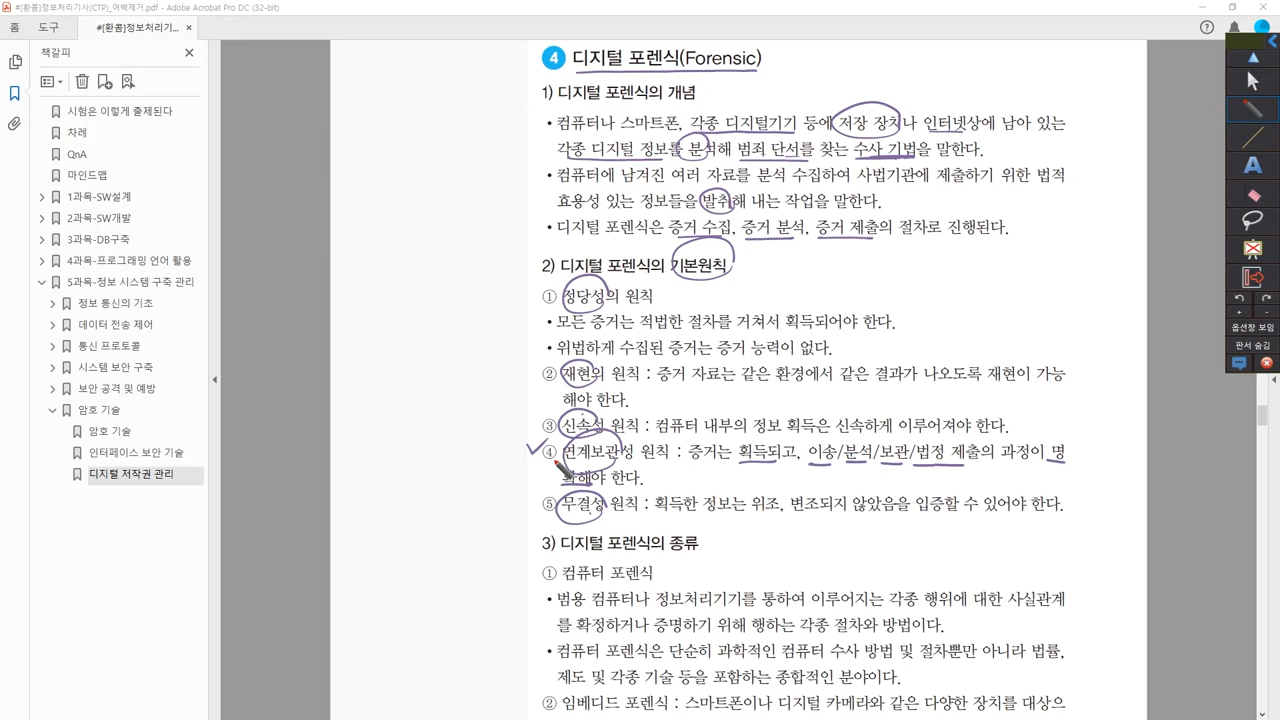 #[환콤]정보처리기사(CTP)_여백제거.pdf - Adobe Acrobat Pro DC (32-bit)
홈 도구 #[환콤]정보처리기... ×
책갈피
시험은 이렇게 출제된다
차례
QnA
마인드맵
1과목-SW설계
2과목-SW개발
3과목-DB구축
4과목-프로그래밍 언어 활용
5과목-정보 시스템 구축 관리
정보 통신의 기초
데이터 전송 제어
통신 프로토콜
시스템 보안 구축
보안 공격 및 예방
암호 기술
암호 기술
인터페이스 보안 기술
디지털 저작권 관리
4 디지털 포렌식(Forensic)
1) 디지털 포렌식의 개념
• 컴퓨터나 스마트폰, 각종 디지털기기 등에 저장 장치나 인터넷상에 남아 있는
각종 디지털 정보를 분석해 범죄 단서를 찾는 수사 기법을 말한다.
• 컴퓨터에 남겨진 여러 자료를 분석 수집하여 사법기관에 제출하기 위한 법적
효용성 있는 정보들을 발취해 내는 작업을 말한다.
• 디지털 포렌식은 증거 수집, 증거 분석, 증거 제출의 절차로 진행된다.
2) 디지털 포렌식의 기본원칙
① 정당성의 원칙
• 모든 증거는 적법한 절차를 거쳐서 획득되어야 한다.
• 위법하게 수집된 증거는 증거 능력이 없다.
② 재현의 원칙 : 증거 자료는 같은 환경에서 같은 결과가 나오도록 재현이 가능
해야 한다.
③ 신속성 원칙 : 컴퓨터 내부의 정보 획득은 신속하게 이루어져야 한다.
④ 연계보관성 원칙 : 증거는 획득되고, 이송/분석/보관/법정 제출의 과정이 명
확해야 한다.
⑤ 무결성 원칙 : 획득한 정보는 위조, 변조되지 않았음을 입증할 수 있어야 한다.
3) 디지털 포렌식의 종류
① 컴퓨터 포렌식
• 범용 컴퓨터나 정보처리기기를 통하여 이루어지는 각종 행위에 대한 사실관계
를 확정하거나 증명하기 위해 행하는 각종 절차와 방법이다.
• 컴퓨터 포렌식은 단순히 과학적인 컴퓨터 수사 방법 및 절차뿐만 아니라 법률,
제도 및 각종 기술 등을 포함하는 종합적인 분야이다.
② 임베디드 포렌식 : 스마트폰이나 디지털 카메라와 같은 다양한 장치를 대상으
A
+ -
옵션창 보임
판서 숨김